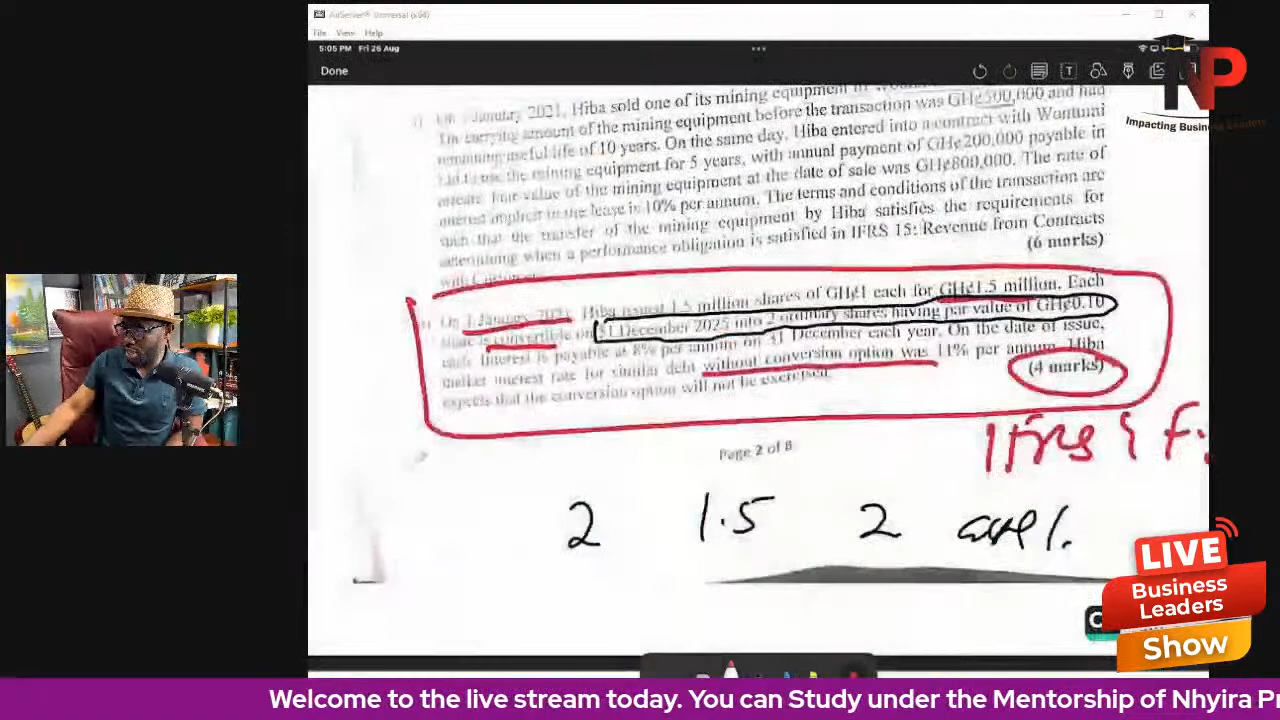 AirServer® Universal (x64)
File View Help
5:05 PM Fri 26 Aug
Done
NP
Impacting Business Leaders
January 2021, Hiba sold one of its mining equipment
carrying amount of the mining equipment before the transaction was GH¢500,000 and had
remaining useful life of 10 years. On the same day, Hiba entered into a contract with Wontumi
to use the mining equipment for 5 years, with annual payment of GH¢200,000 payable in
Fair value of the mining equipment at the date of sale was GH¢800,000. The rate of
interest implicit in the lease is 10% per annum. The terms and conditions of the transaction are
such that the transfer of the mining equipment by Hiba satisfies the requirements for
determining when a performance obligation is satisfied in IFRS 15: Revenue from Contracts
with
(6 marks)
On 1 January 2021, Hiba issued 1.5 million shares of GH¢1 each for GH¢1.5 million. Each
share is convertible on 31 December 2025 into 2 ordinary shares having par value of GH¢0.10
each. Interest is payable at 8% per annum on 31 December each year. On the date of issue,
market interest rate for similar debt without conversion option was 11% per annum. Hiba
expects that the conversion option will not be exercised.
(4 marks)
Page 2 of 8
IFRS
2 1.5 2
LIVE
Business
Leaders
Show
Welcome to the live stream today. You can Study under the Mentorship of Nhyira